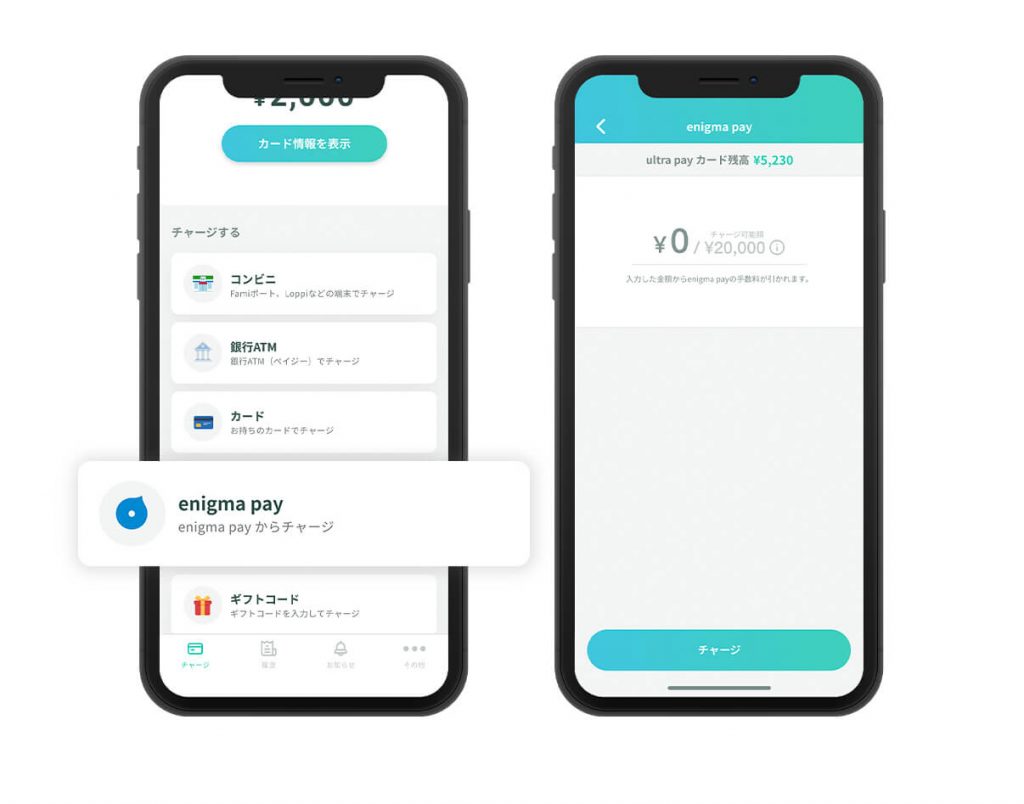 カード情報を表示
チャージする
コンビニ
Famiポート、Loppiなどの端末でチャージ
銀行ATM
銀行ATM（ペイジー）でチャージ
カード
お持ちのカードでチャージ
enigma pay
enigma pay からチャージ
ギフトコード
ギフトコードを入力してチャージ
チャージ
履歴
お知らせ
その他
enigma pay
ultra pay カード残高 ¥5,230
チャージ可能額
¥0 / ¥20,000
入力した金額からenigma payの手数料が引かれます。
チャージ